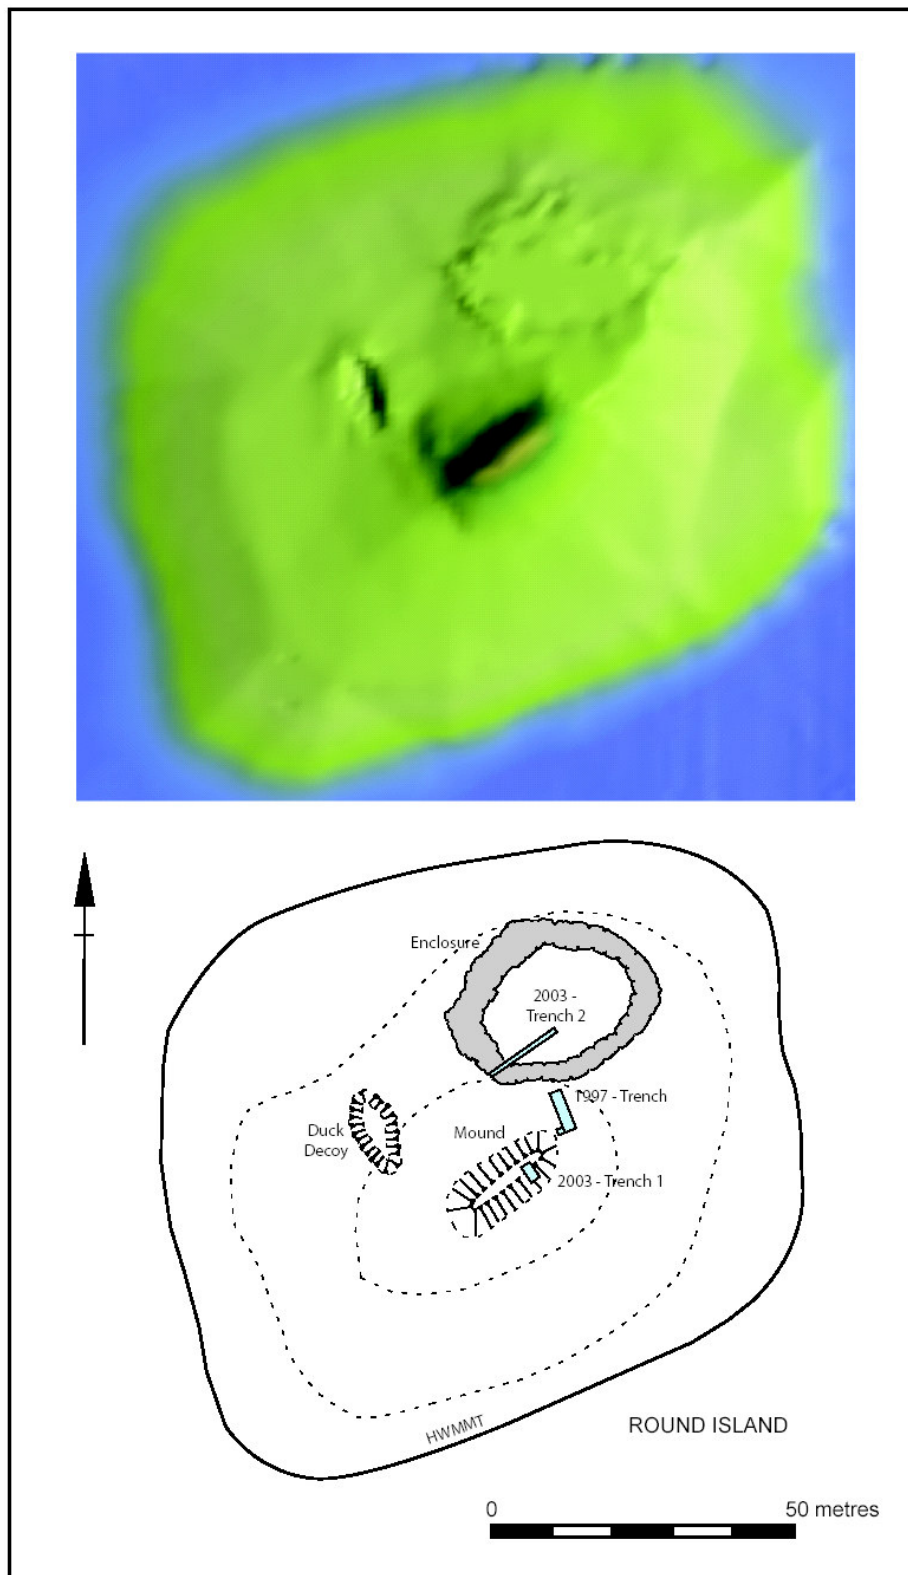 Enclosure
2003 -
Trench 2
1997 - Trench
Duck
Decoy
Mound
2003 - Trench 1
HWMMT
ROUND ISLAND
0 50 metres